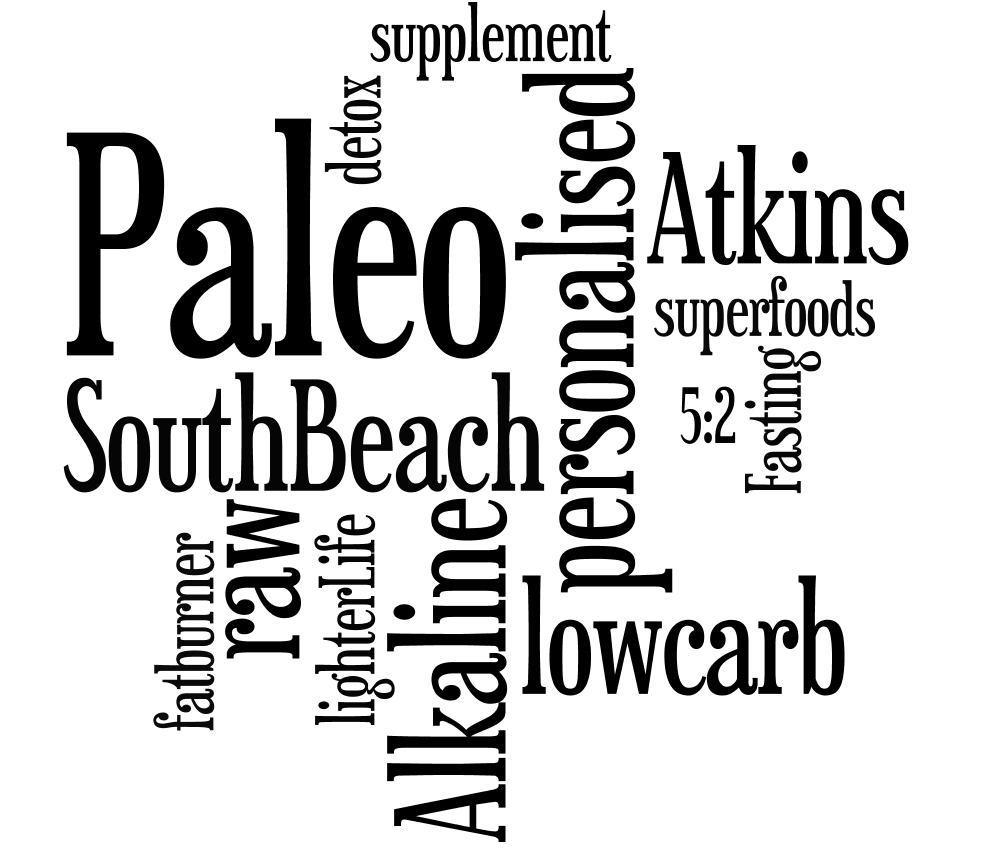 supplement
detox
Paleo
personalised
Atkins
superfoods
SouthBeach
5:2
Fasting
fatburner
raw
lighterLife
Alkaline
lowcarb